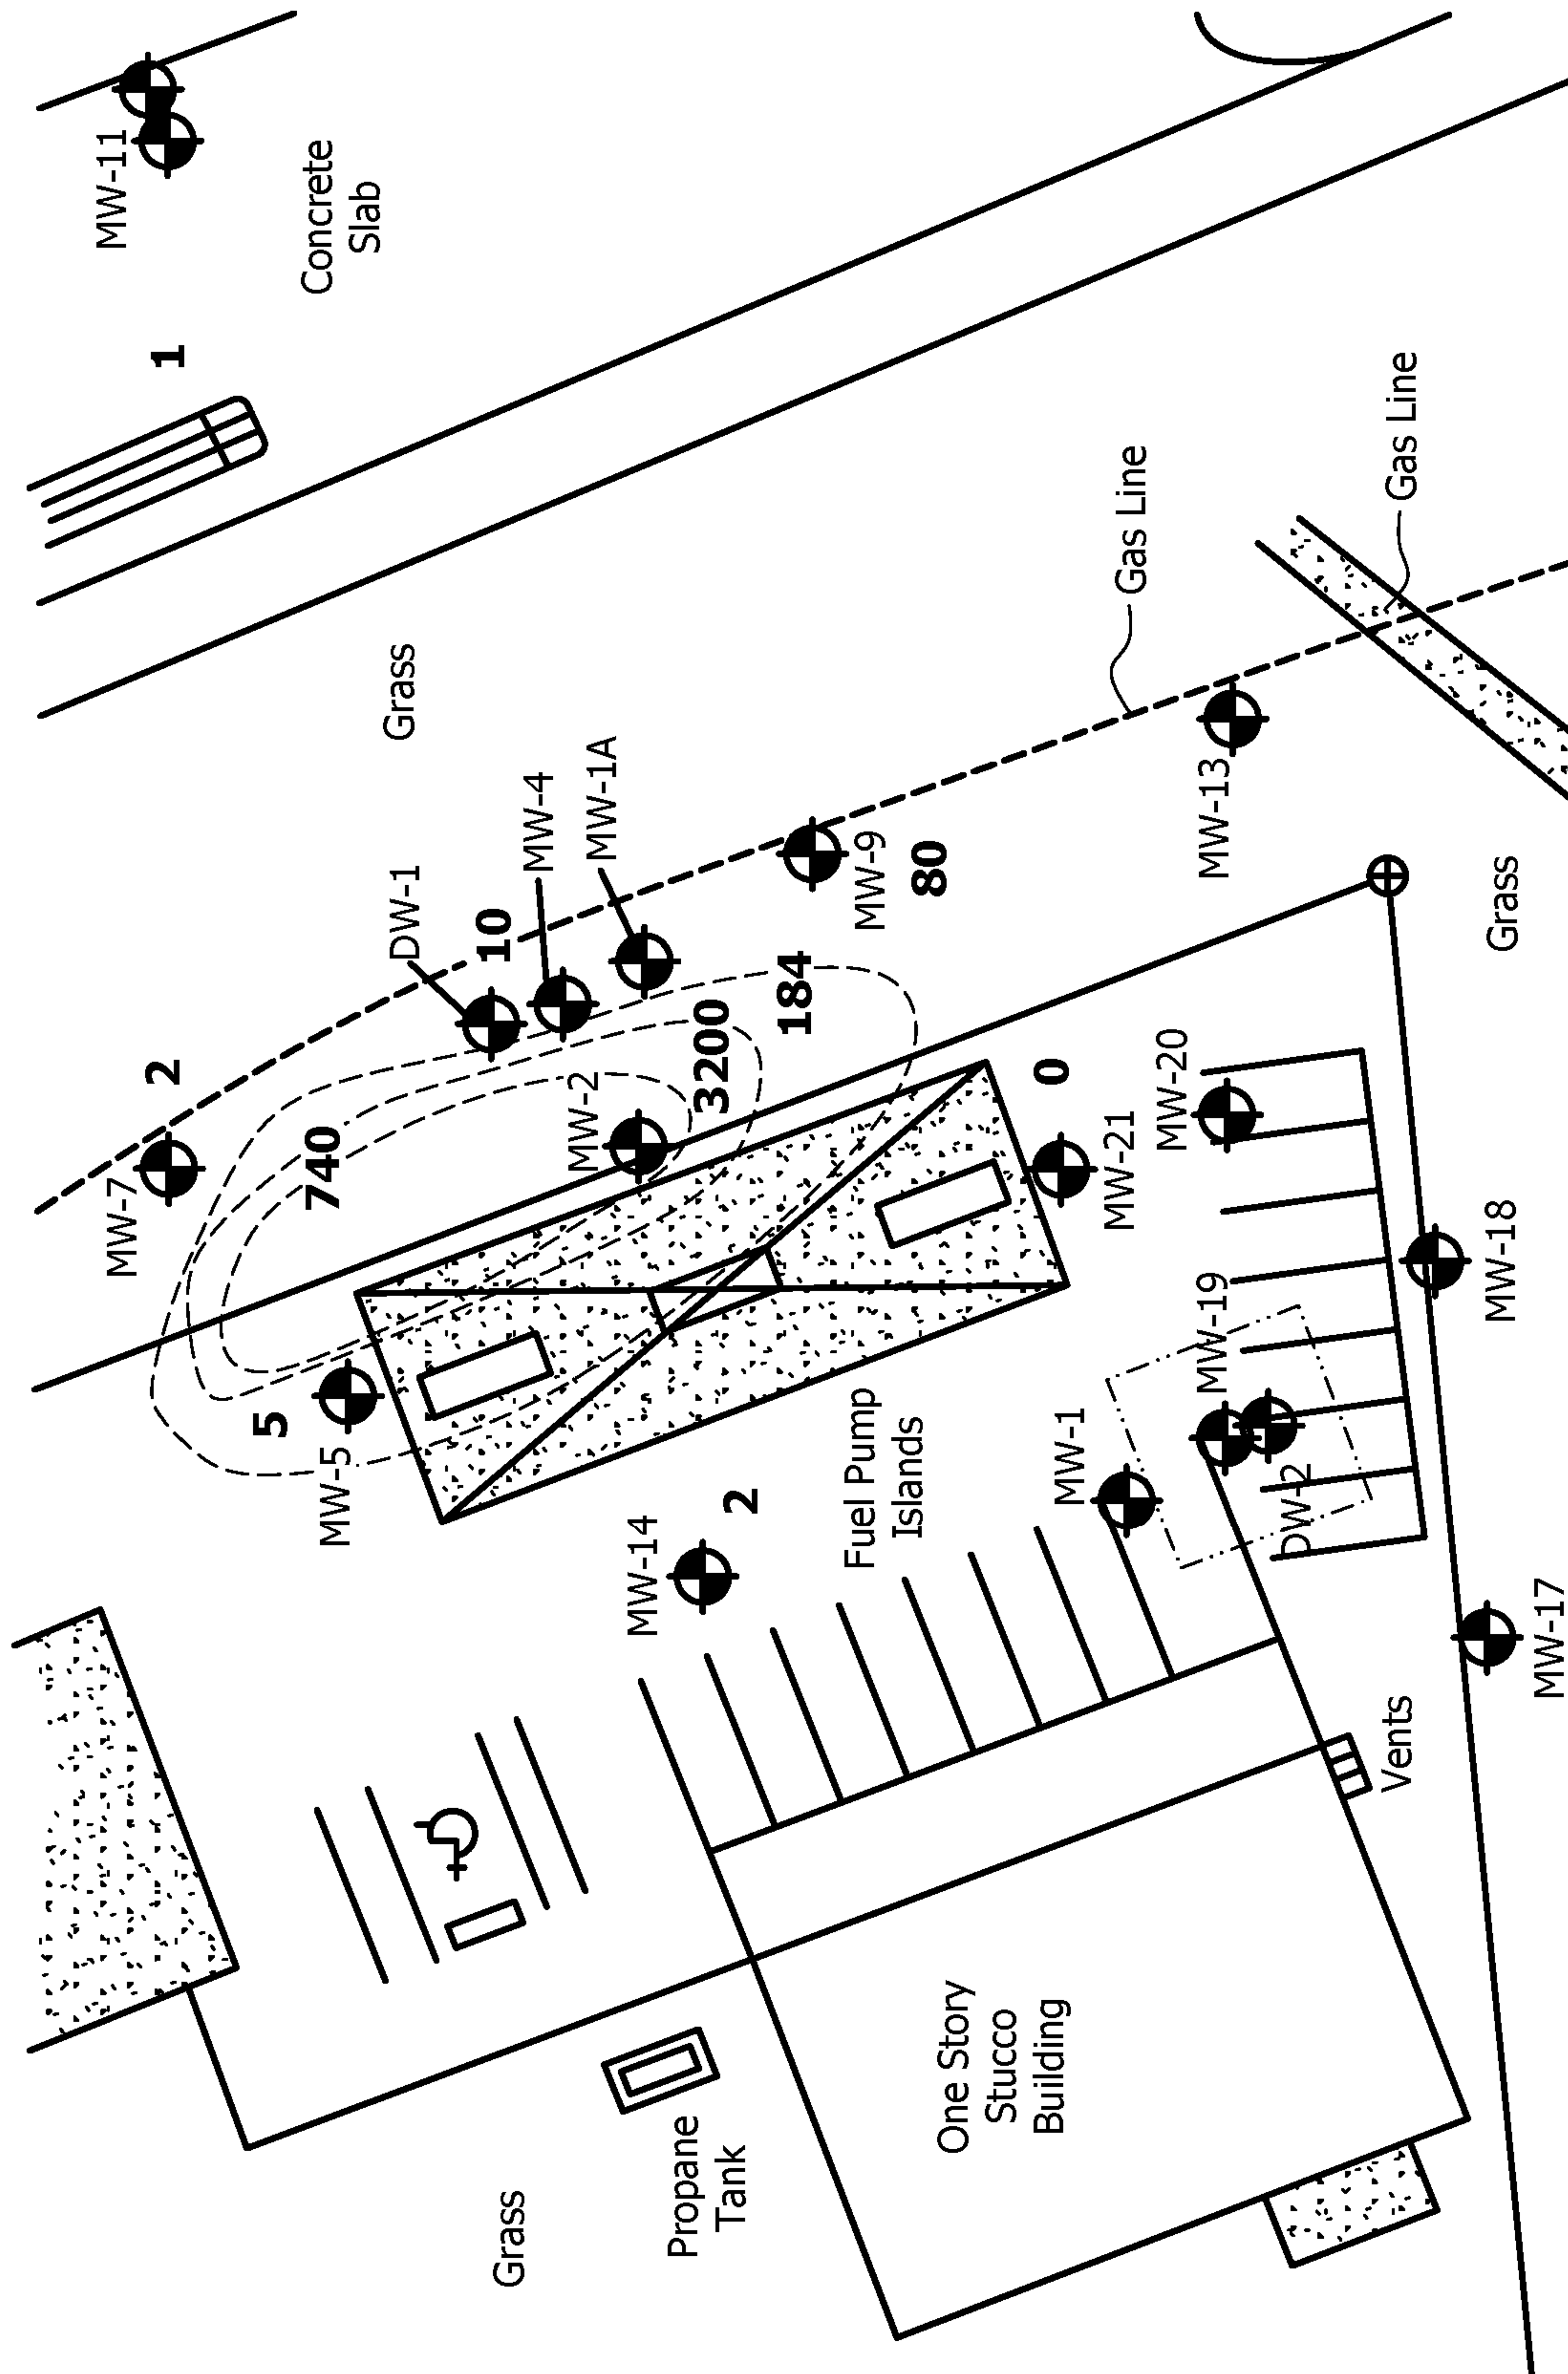 MW-11
Concrete
Slab
1
Gas Line
Gas Line
Grass
MW-4
MW-1A
DW-1
10
MW-9
80
MW-13
Grass
2
MW-7
740
MW-2
3200
184
0
MW-21
MW-20
MW-18
MW-19
5
MW-5
MW-14
2
Fuel Pump
Islands
MW-1
DW-2
MW-17
Vents
One Story
Stucco
Building
Propane
Tank
Grass